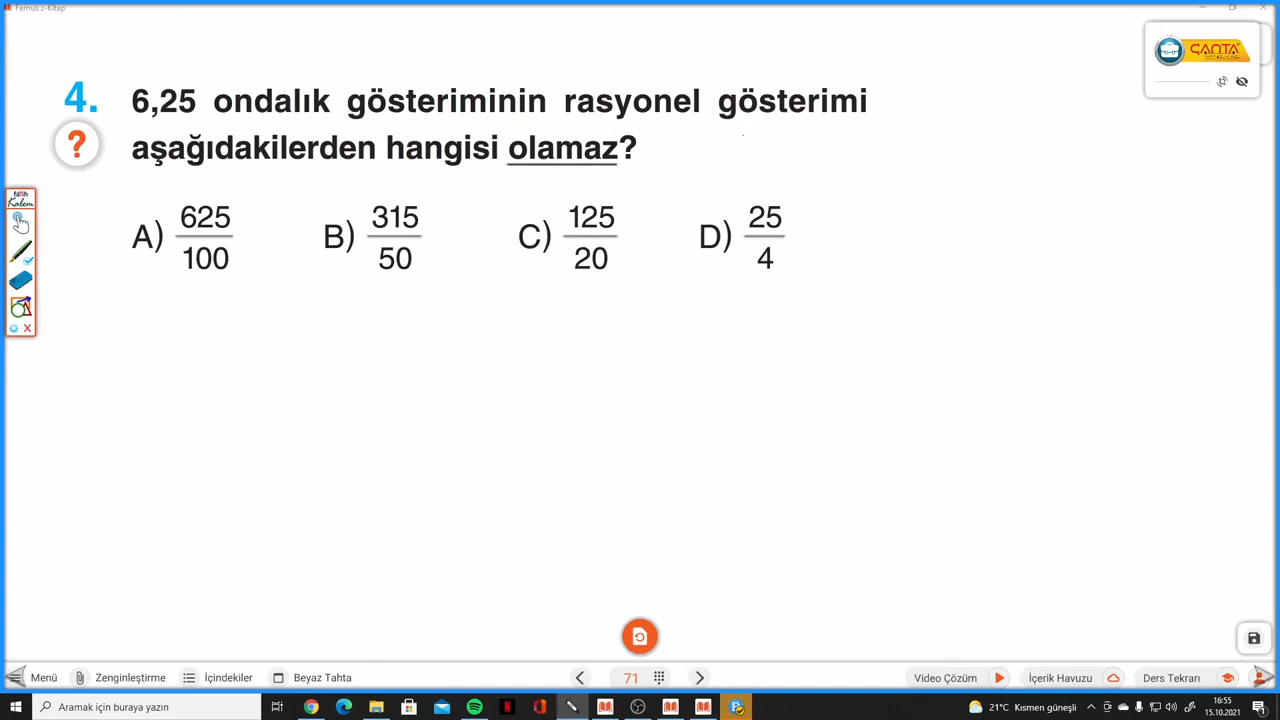 Fernus z-Kitap
ÇANTA
4. 6,25 ondalık gösteriminin rasyonel gösterimi
? aşağıdakilerden hangisi olamaz?
A) 625/100 B) 315/50 C) 125/20 D) 25/4
fatih
Kalem
Menü Zenginleştirme İçindekiler Beyaz Tahta 71 Video Çözüm İçerik Havuzu Ders Tekrarı
Aramak için buraya yazın 21°C Kısmen güneşli 16:55
15.10.2021